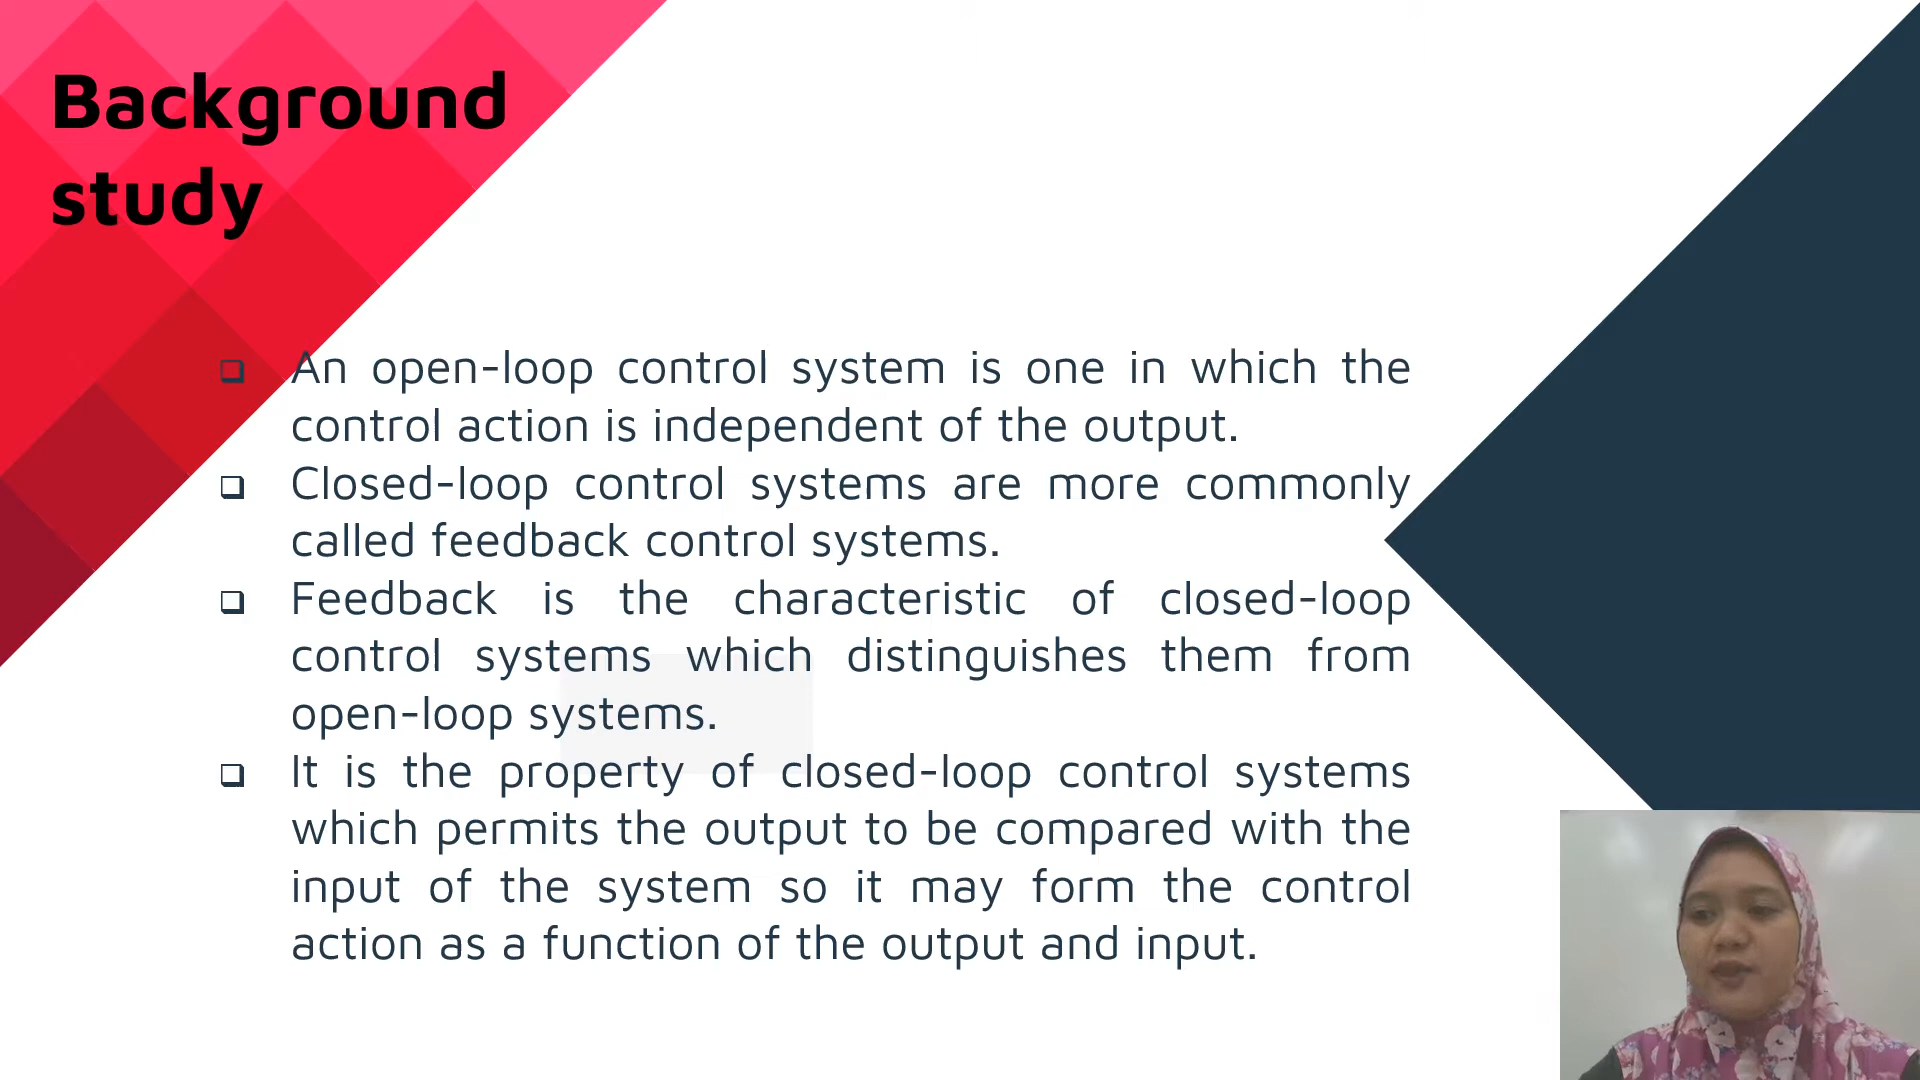 Background
study
An open-loop control system is one in which the
control action is independent of the output.
Closed-loop control systems are more commonly
called feedback control systems.
Feedback is the characteristic of closed-loop
control systems which distinguishes them from
open-loop systems.
It is the property of closed-loop control systems
which permits the output to be compared with the
input of the system so it may form the control
action as a function of the output and input.